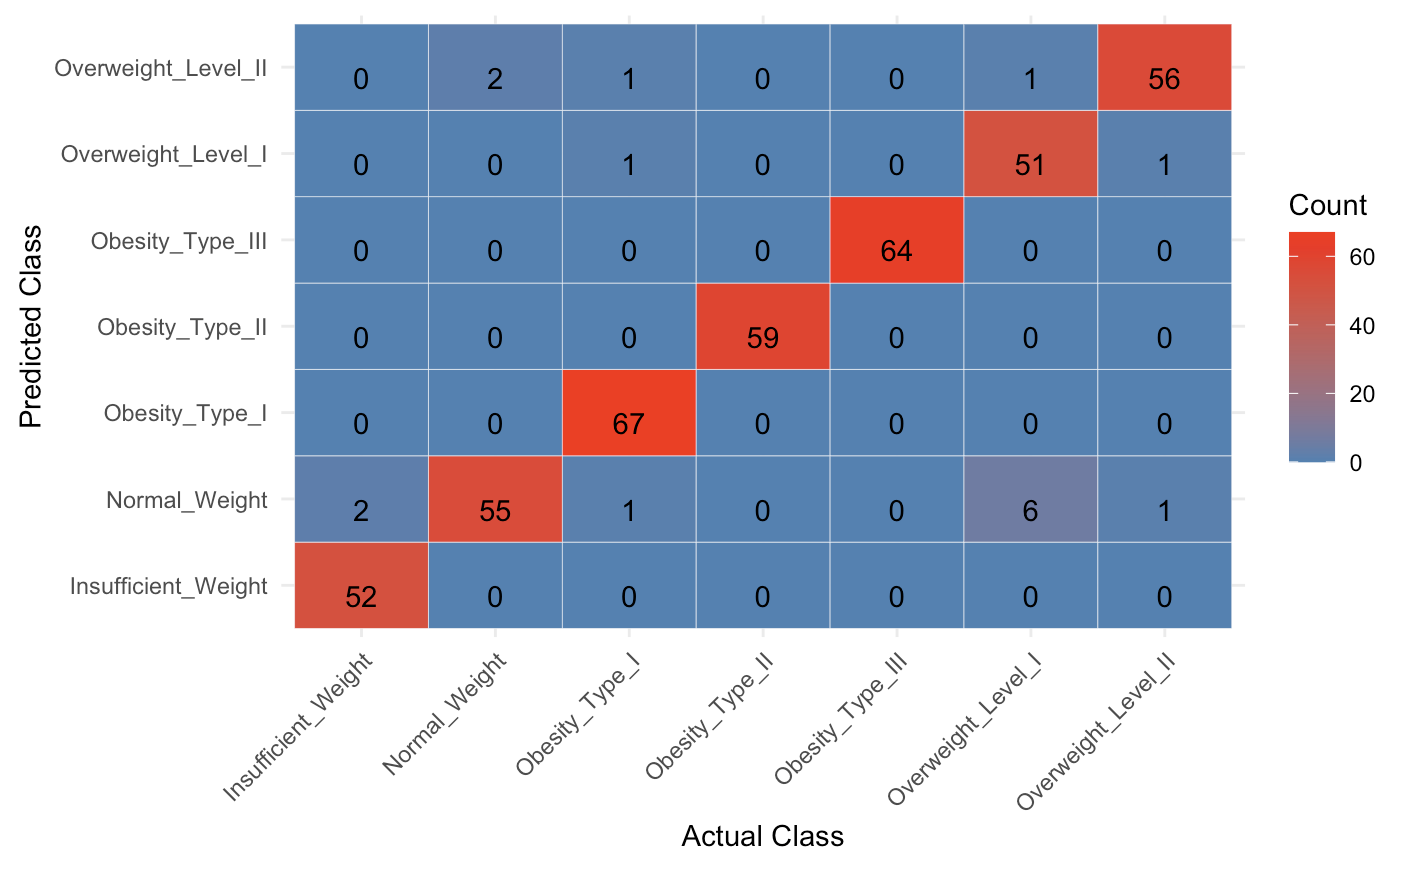 Predicted Class
Overweight_Level_II 0 2 1 0 0 1 56
Overweight_Level_I 0 0 1 0 0 51 1
Obesity_Type_III 0 0 0 0 64 0 0
Obesity_Type_II 0 0 0 59 0 0 0
Obesity_Type_I 0 0 67 0 0 0 0
Normal_Weight 2 55 1 0 0 6 1
Insufficient_Weight 52 0 0 0 0 0 0
Insufficient_Weight Normal_Weight Obesity_Type_I Obesity_Type_II Obesity_Type_III Overweight_Level_I Overweight_Level_II
Actual Class
Count
60
40
20
0